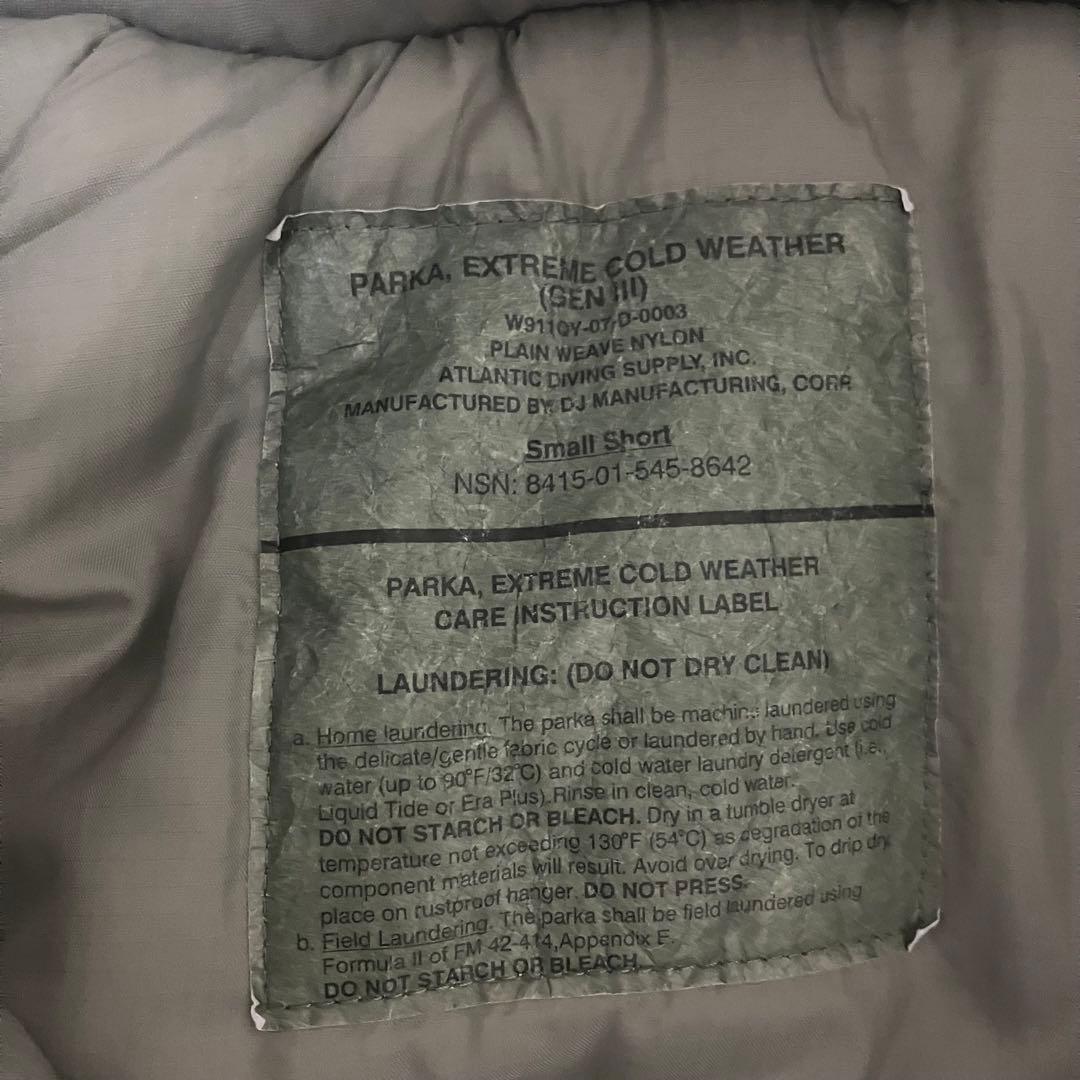 PARKA, EXTREME COLD WEATHER
(GEN III)
W911QY-07-D-0003
PLAIN WEAVE NYLON
ATLANTIC DIVING SUPPLY, INC.
MANUFACTURED BY: DJ MANUFACTURING, CORP
Small Short
NSN: 8415-01-545-8642
PARKA, EXTREME COLD WEATHER
CARE INSTRUCTION LABEL
LAUNDERING: (DO NOT DRY CLEAN)
a. Home laundering. The parka shall be machine laundered using
the delicate/gentle fabric cycle or laundered by hand. Use cold
water (up to 90°F/32°C) and cold water laundry detergent (i.e.,
Liquid Tide or Era Plus). Rinse in clean, cold water.
DO NOT STARCH OR BLEACH. Dry in a tumble dryer at
temperature not exceeding 130°F (54°C) as degradation of the
component materials will result. Avoid over drying. To drip dry
place on rustproof hanger. DO NOT PRESS.
b. Field Laundering. The parka shall be field laundered using
Formula II of FM 42-414, Appendix E.
DO NOT STARCH OR BLEACH.